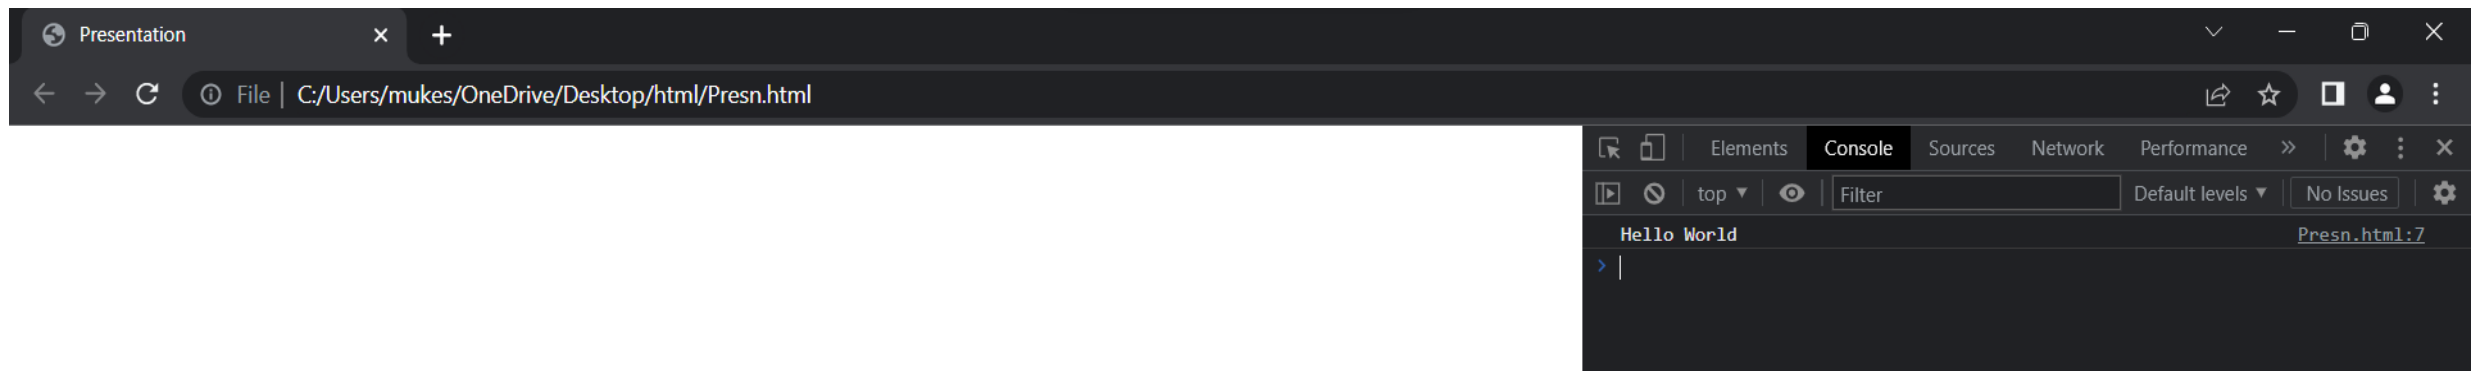 Presentation
File | C:/Users/mukes/OneDrive/Desktop/html/Presn.html
Elements Console Sources Network Performance
top Filter Default levels No Issues
Hello World Presn.html:7